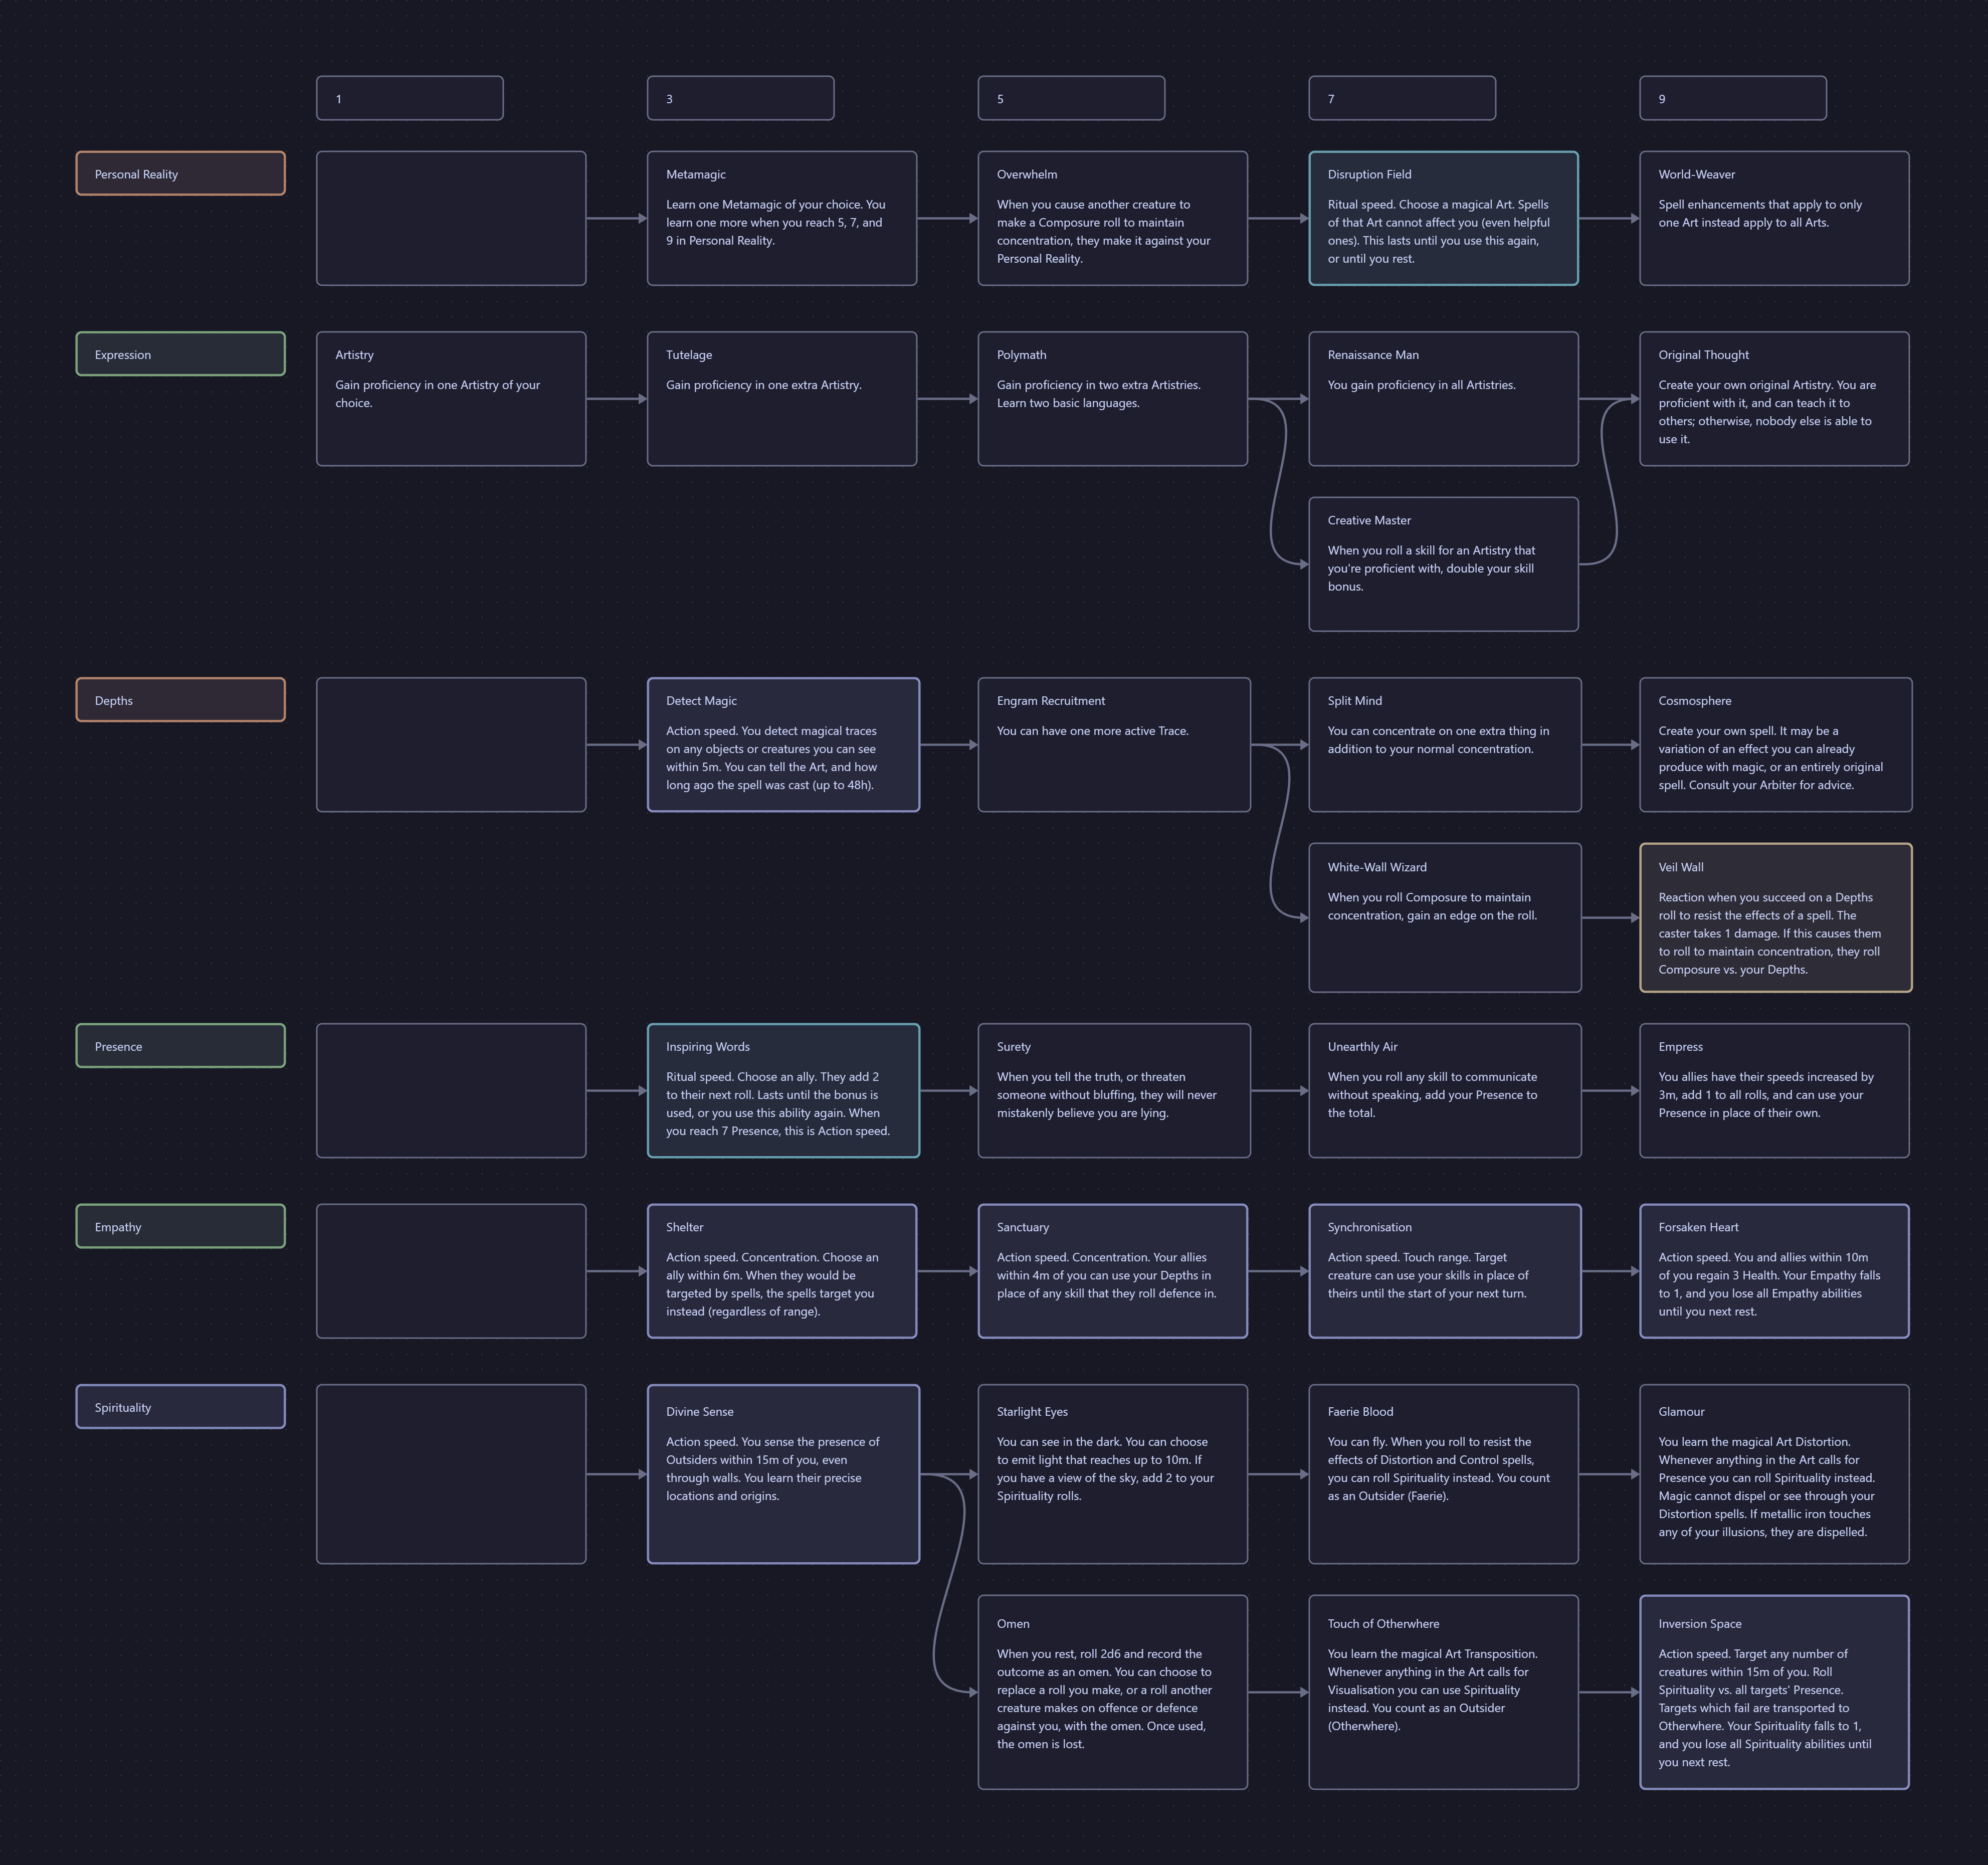 1
3
5
7
9
Personal Reality
Metamagic
Learn one Metamagic of your choice. You
learn one more when you reach 5, 7, and
9 in Personal Reality.
Overwhelm
When you cause another creature to
make a Composure roll to maintain
concentration, they make it against your
Personal Reality.
Disruption Field
Ritual speed. Choose a magical Art. Spells
of that Art cannot affect you (even helpful
ones). This lasts until you use this again,
or until you rest.
World-Weaver
Spell enhancements that apply to only
one Art instead apply to all Arts.
Expression
Artistry
Gain proficiency in one Artistry of your
choice.
Tutelage
Gain proficiency in one extra Artistry.
Polymath
Gain proficiency in two extra Artistries.
Learn two basic languages.
Renaissance Man
You gain proficiency in all Artistries.
Original Thought
Create your own original Artistry. You are
proficient with it, and can teach it to
others; otherwise, nobody else is able to
use it.
Creative Master
When you roll a skill for an Artistry that
you're proficient with, double your skill
bonus.
Depths
Detect Magic
Action speed. You detect magical traces
on any objects or creatures you can see
within 5m. You can tell the Art, and how
long ago the spell was cast (up to 48h).
Engram Recruitment
You can have one more active Trace.
Split Mind
You can concentrate on one extra thing in
addition to your normal concentration.
Cosmosphere
Create your own spell. It may be a
variation of an effect you can already
produce with magic, or an entirely original
spell. Consult your Arbiter for advice.
White-Wall Wizard
When you roll Composure to maintain
concentration, gain an edge on the roll.
Veil Wall
Reaction when you succeed on a Depths
roll to resist the effects of a spell. The
caster takes 1 damage. If this causes them
to roll to maintain concentration, they roll
Composure vs. your Depths.
Presence
Inspiring Words
Ritual speed. Choose an ally. They add 2
to their next roll. Lasts until the bonus is
used, or you use this ability again. When
you reach 7 Presence, this is Action speed.
Surety
When you tell the truth, or threaten
someone without bluffing, they will never
mistakenly believe you are lying.
Unearthly Air
When you roll any skill to communicate
without speaking, add your Presence to
the total.
Empress
You allies have their speeds increased by
3m, add 1 to all rolls, and can use your
Presence in place of their own.
Empathy
Shelter
Action speed. Concentration. Choose an
ally within 6m. When they would be
targeted by spells, the spells target you
instead (regardless of range).
Sanctuary
Action speed. Concentration. Your allies
within 4m of you can use your Depths in
place of any skill that they roll defence in.
Synchronisation
Action speed. Touch range. Target
creature can use your skills in place of
theirs until the start of your next turn.
Forsaken Heart
Action speed. You and allies within 10m
of you regain 3 Health. Your Empathy falls
to 1, and you lose all Empathy abilities
until you next rest.
Spirituality
Divine Sense
Action speed. You sense the presence of
Outsiders within 15m of you, even
through walls. You learn their precise
locations and origins.
Starlight Eyes
You can see in the dark. You can choose
to emit light that reaches up to 10m. If
you have a view of the sky, add 2 to your
Spirituality rolls.
Faerie Blood
You can fly. When you roll to resist the
effects of Distortion and Control spells,
you can roll Spirituality instead. You count
as an Outsider (Faerie).
Glamour
You learn the magical Art Distortion.
Whenever anything in the Art calls for
Presence you can roll Spirituality instead.
Magic cannot dispel or see through your
Distortion spells. If metallic iron touches
any of your illusions, they are dispelled.
Omen
When you rest, roll 2d6 and record the
outcome as an omen. You can choose to
replace a roll you make, or a roll another
creature makes on offence or defence
against you, with the omen. Once used,
the omen is lost.
Touch of Otherwhere
You learn the magical Art Transposition.
Whenever anything in the Art calls for
Visualisation you can use Spirituality
instead. You count as an Outsider
(Otherwhere).
Inversion Space
Action speed. Target any number of
creatures within 15m of you. Roll
Spirituality vs. all targets' Presence.
Targets which fail are transported to
Otherwhere. Your Spirituality falls to 1,
and you lose all Spirituality abilities until
you next rest.